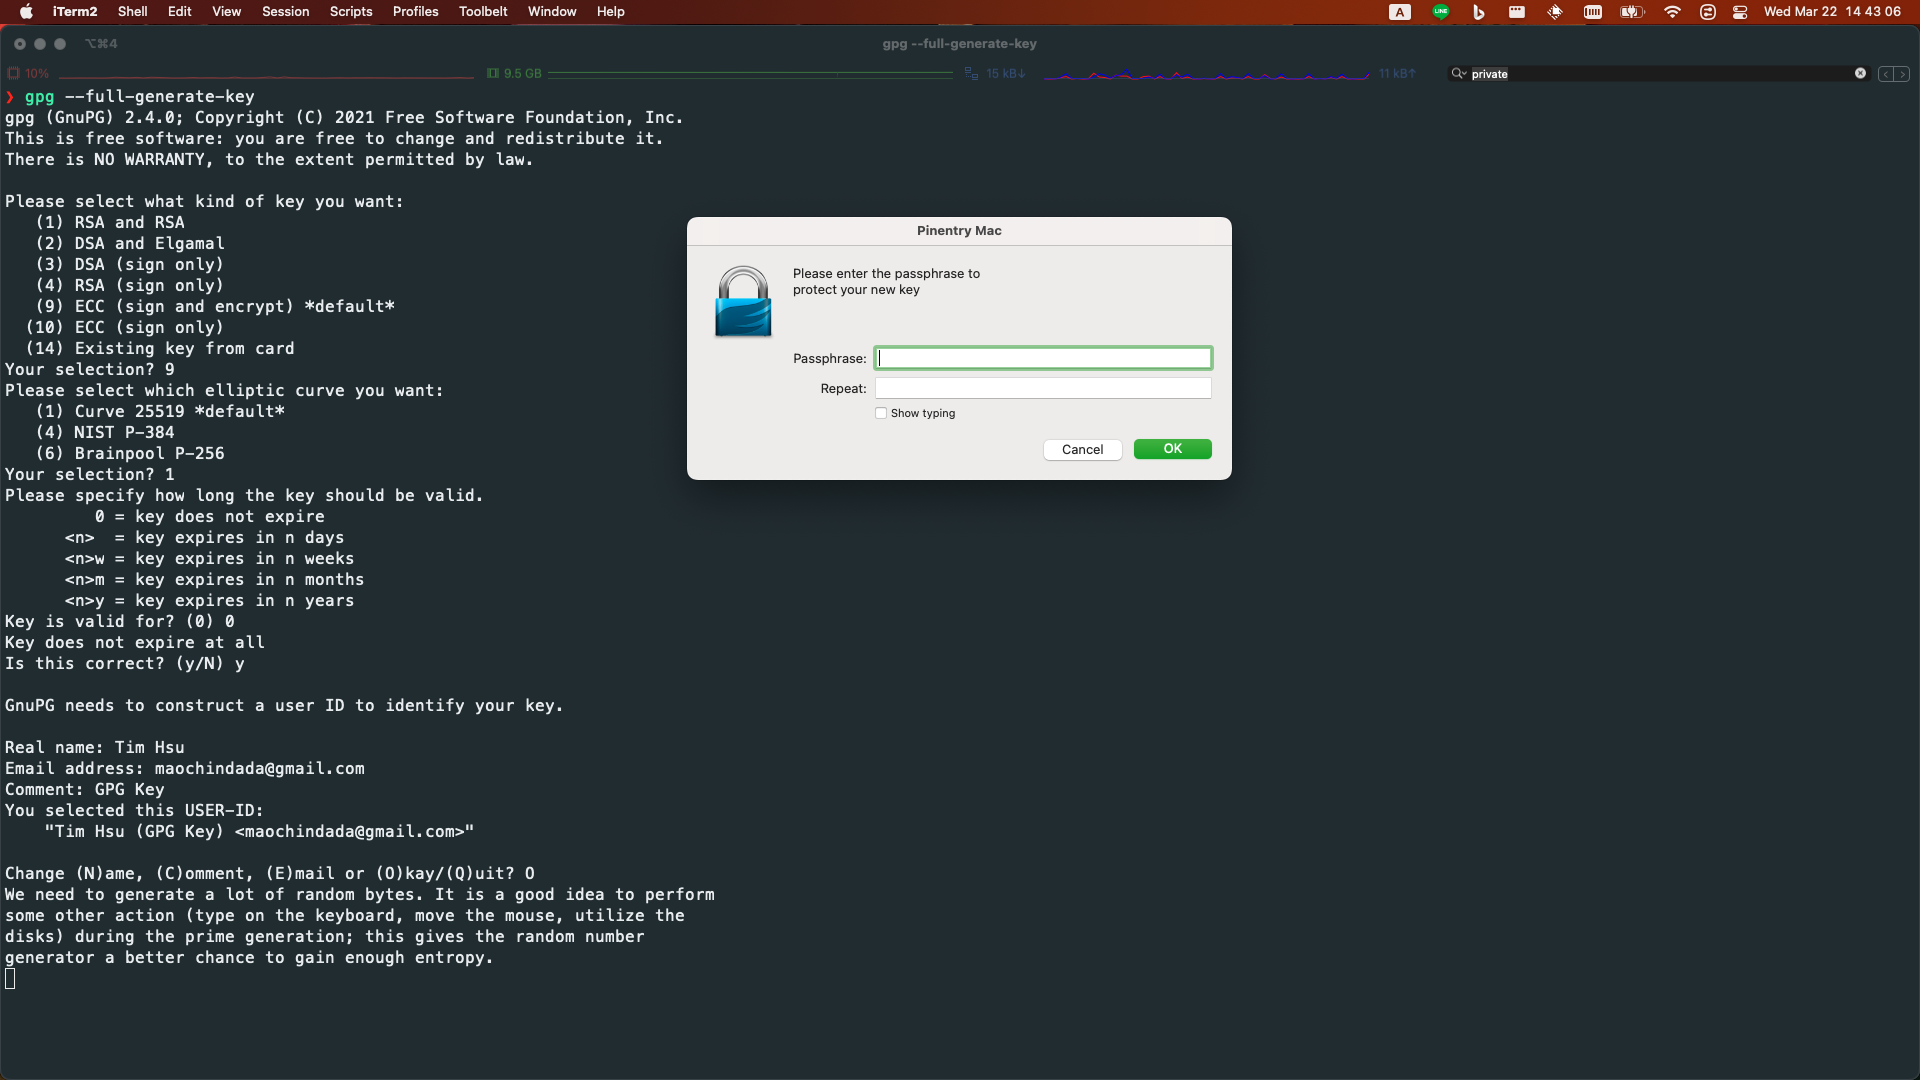 iTerm2 Shell Edit View Session Scripts Profiles Toolbelt Window Help A LINE Wed Mar 22 14 43 06
⌥⌘4 gpg --full-generate-key
10% 9.5 GB 15 kB↓ 11 kB↑ private
❯ gpg --full-generate-key
gpg (GnuPG) 2.4.0; Copyright (C) 2021 Free Software Foundation, Inc.
This is free software: you are free to change and redistribute it.
There is NO WARRANTY, to the extent permitted by law.
Please select what kind of key you want:
(1) RSA and RSA
(2) DSA and Elgamal
(3) DSA (sign only)
(4) RSA (sign only)
(9) ECC (sign and encrypt) *default*
(10) ECC (sign only)
(14) Existing key from card
Your selection? 9
Please select which elliptic curve you want:
(1) Curve 25519 *default*
(4) NIST P-384
(6) Brainpool P-256
Your selection? 1
Please specify how long the key should be valid.
0 = key does not expire
<n>  = key expires in n days
<n>w = key expires in n weeks
<n>m = key expires in n months
<n>y = key expires in n years
Key is valid for? (0) 0
Key does not expire at all
Is this correct? (y/N) y
GnuPG needs to construct a user ID to identify your key.
Real name: Tim Hsu
Email address: maochindada@gmail.com
Comment: GPG Key
You selected this USER-ID:
"Tim Hsu (GPG Key) <maochindada@gmail.com>"
Change (N)ame, (C)omment, (E)mail or (O)kay/(Q)uit? O
We need to generate a lot of random bytes. It is a good idea to perform
some other action (type on the keyboard, move the mouse, utilize the
disks) during the prime generation; this gives the random number
generator a better chance to gain enough entropy.
Pinentry Mac
Please enter the passphrase to
protect your new key
Passphrase:
Repeat:
Show typing
Cancel OK